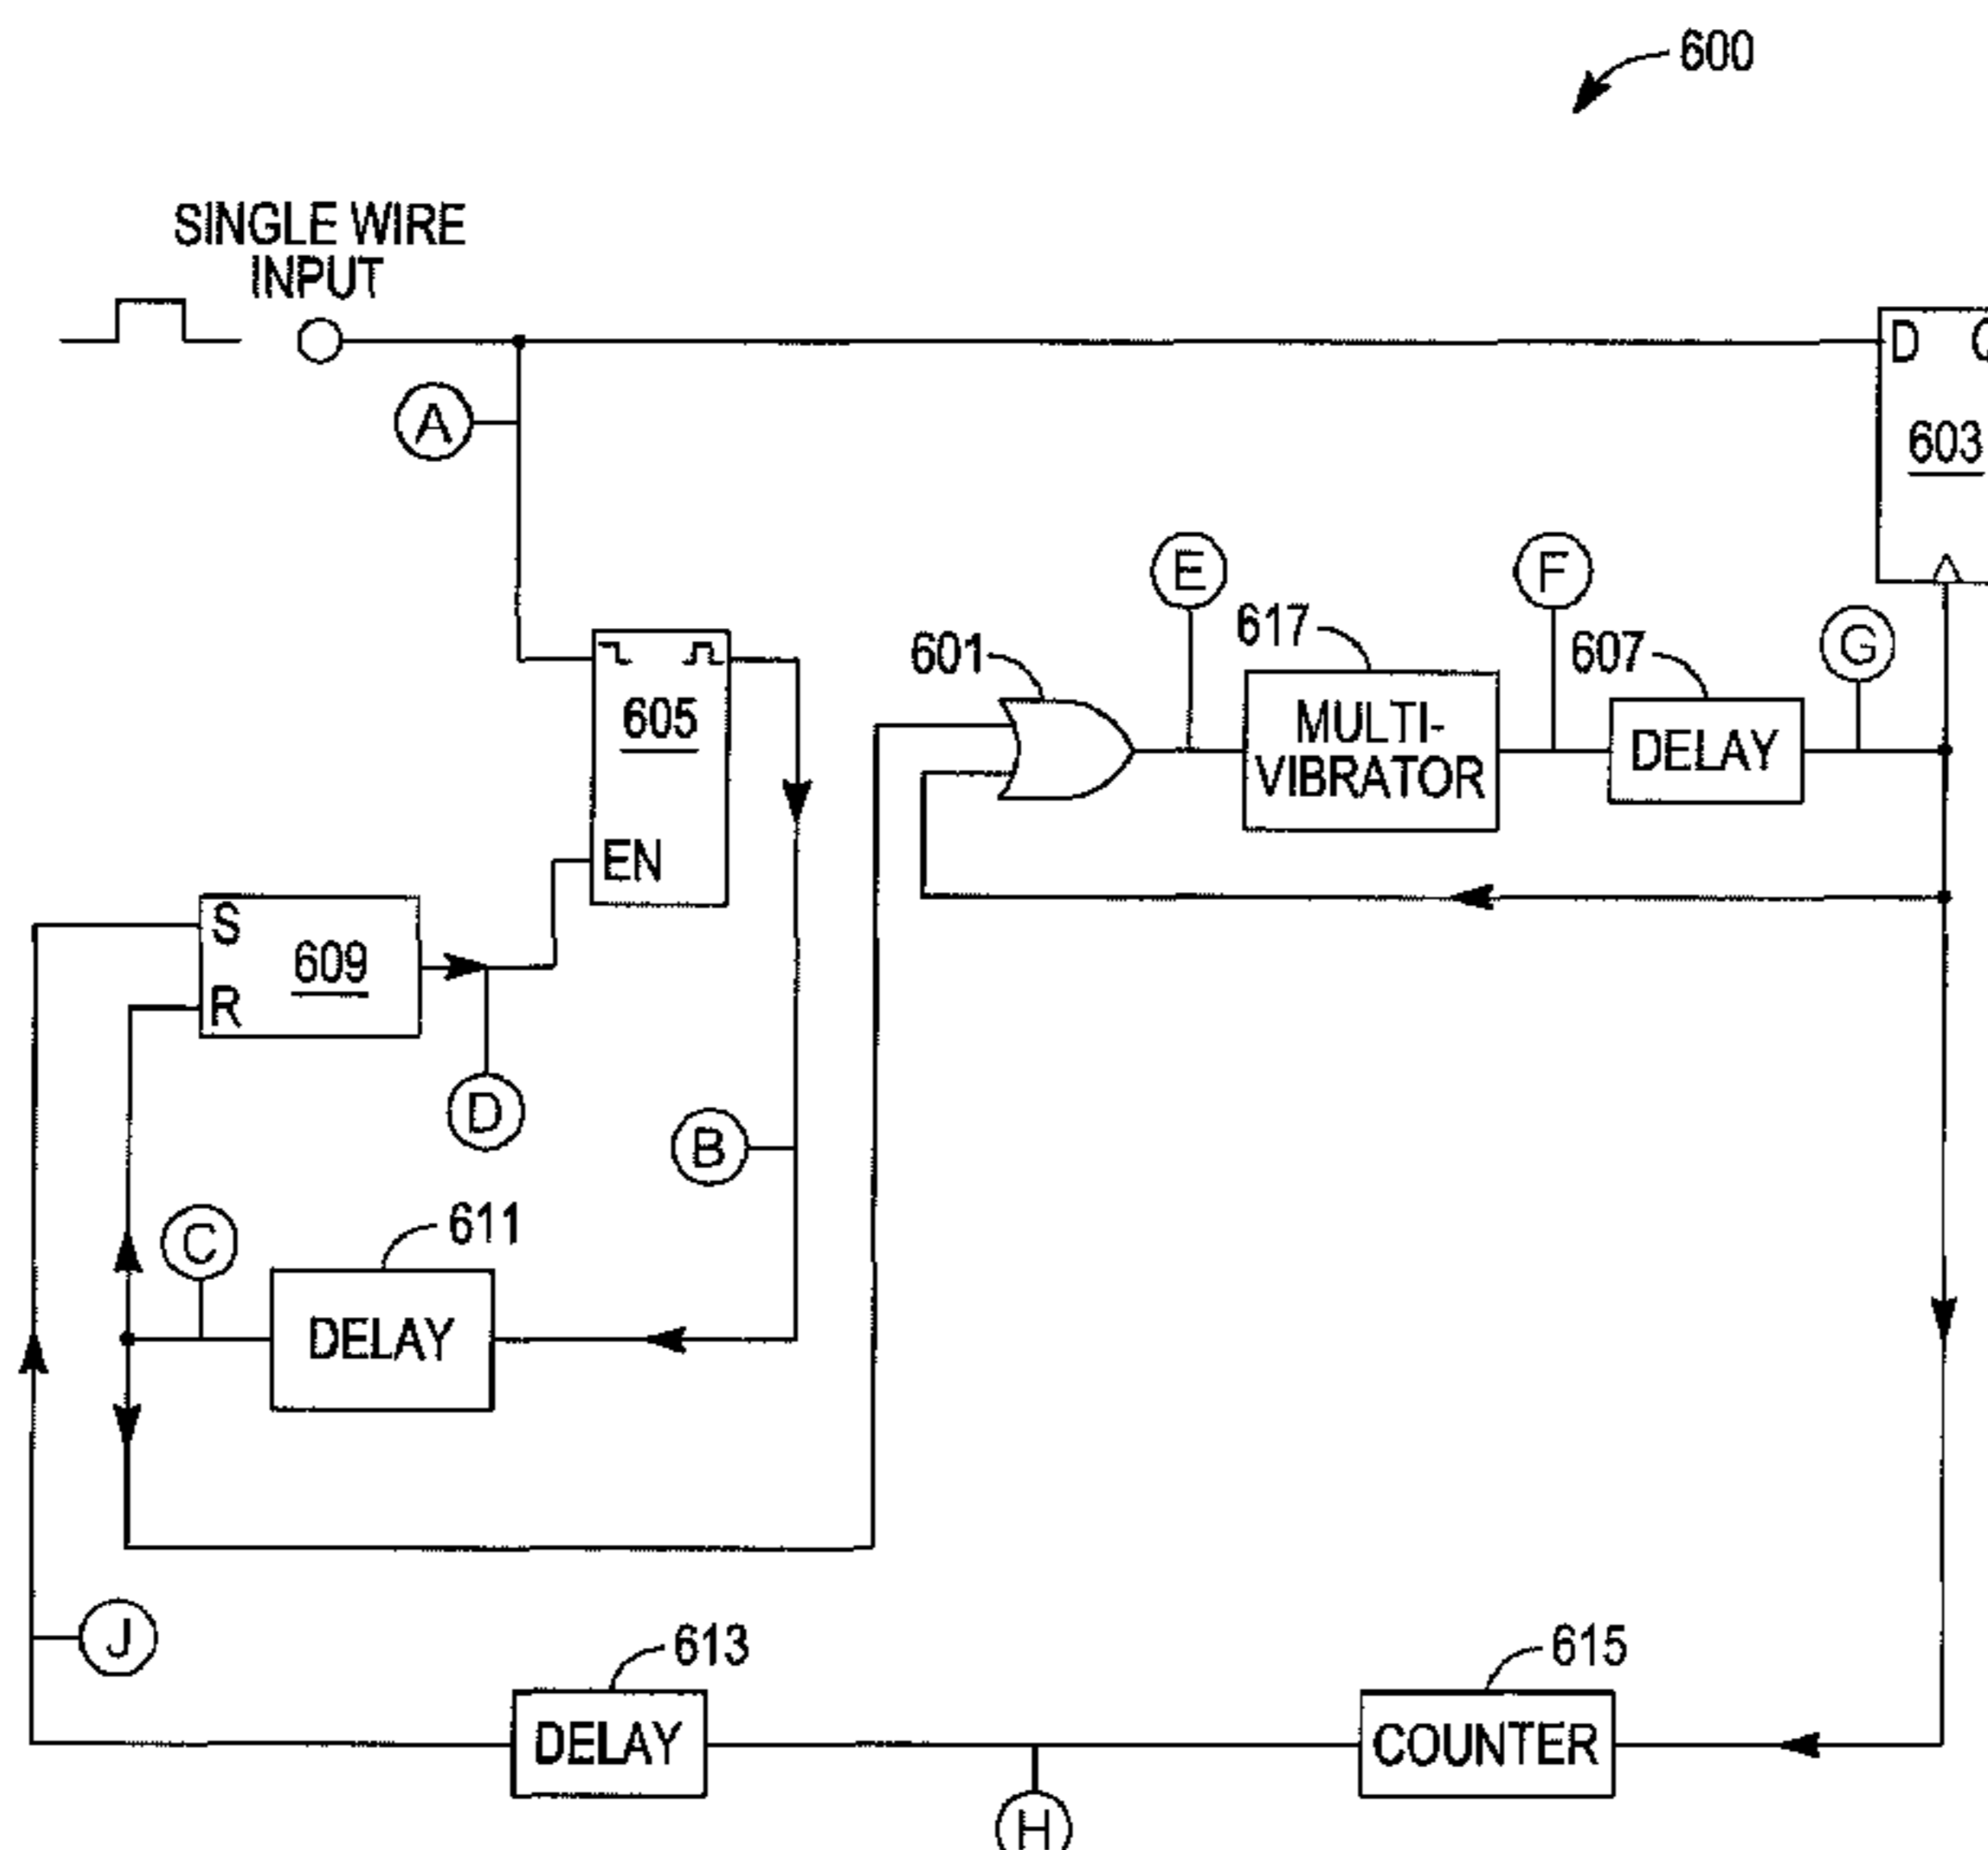 600
SINGLE WIRE
INPUT
D
603
A
E
F
G
617
607
601
605
MULTI-
VIBRATOR
DELAY
EN
S
609
R
D
B
C
611
DELAY
J
613
615
DELAY
COUNTER
H